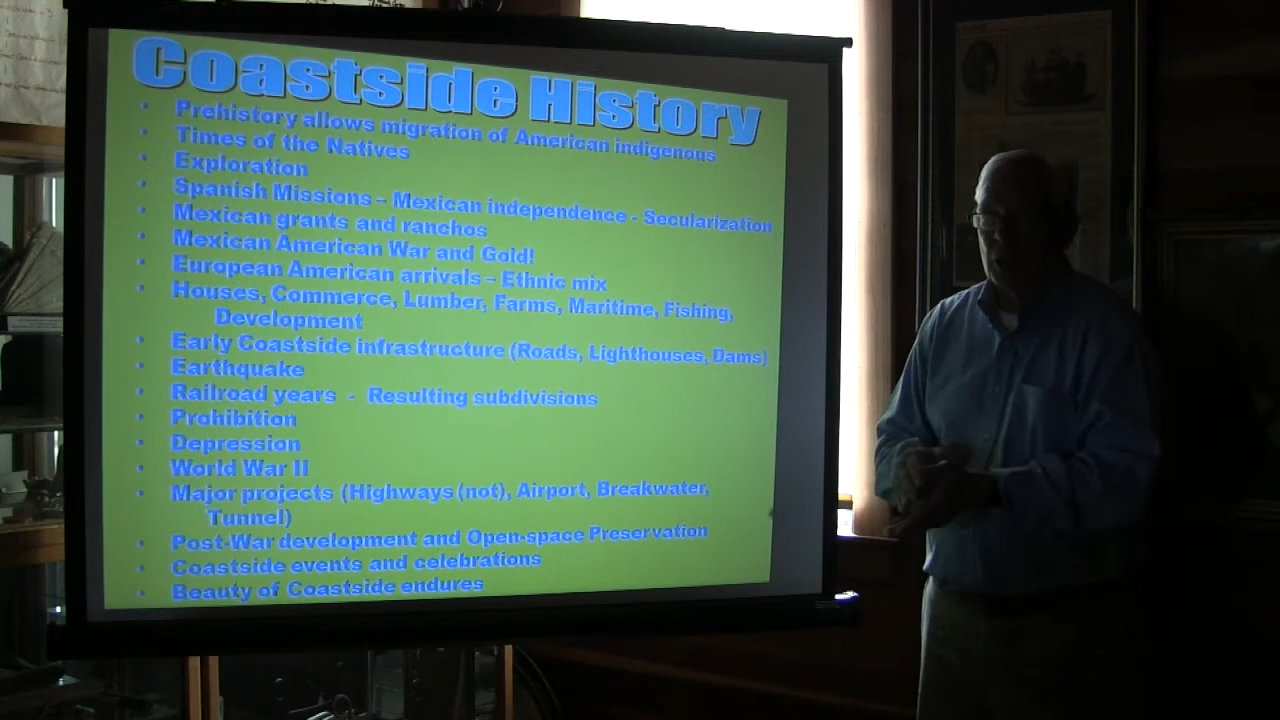 Coastside History
• Prehistory allows migration of American indigenous
• Times of the Natives
• Exploration
• Spanish Missions – Mexican independence - Secularization
• Mexican grants and ranchos
• Mexican American War and Gold!
• European American arrivals – Ethnic mix
• Houses, Commerce, Lumber, Farms, Maritime, Fishing,
Development
• Early Coastside infrastructure (Roads, Lighthouses, Dams)
• Earthquake
• Railroad years - Resulting subdivisions
• Prohibition
• Depression
• World War II
• Major projects (Highways (not), Airport, Breakwater,
Tunnel)
• Post-War development and Open-space Preservation
• Coastside events and celebrations
• Beauty of Coastside endures